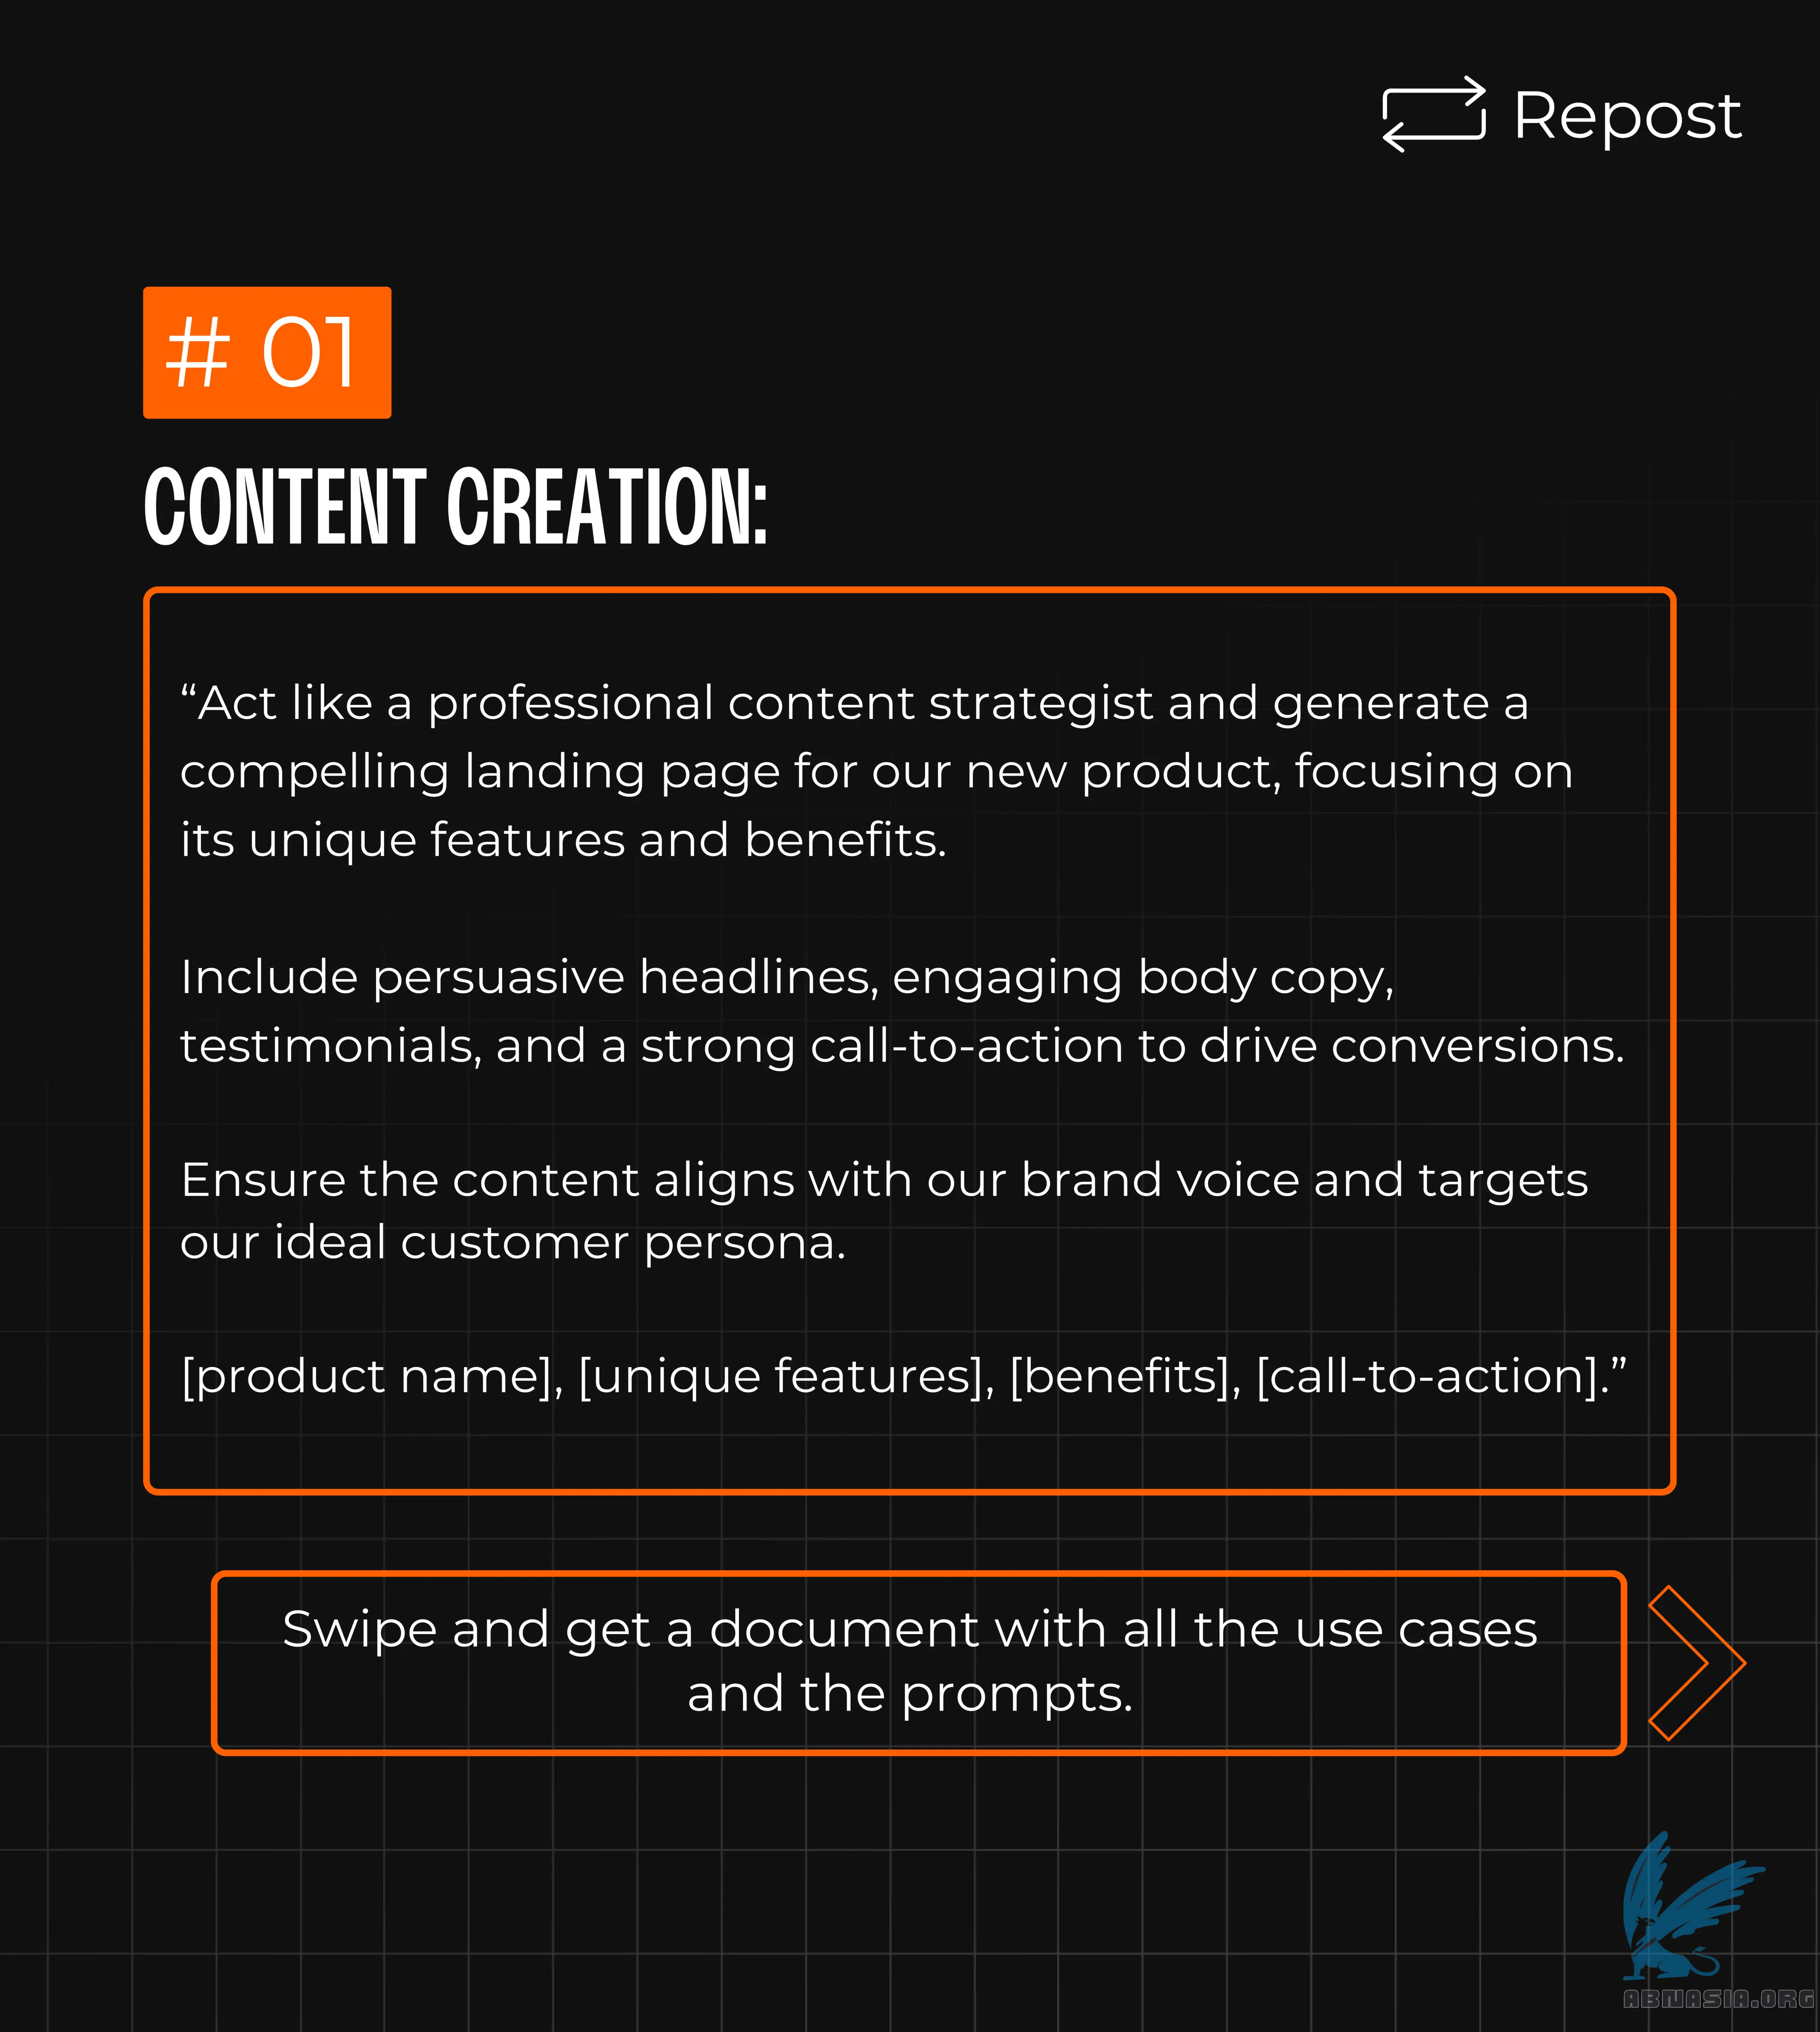 Repost
# 01
CONTENT CREATION:
“Act like a professional content strategist and generate a
compelling landing page for our new product, focusing on
its unique features and benefits.
Include persuasive headlines, engaging body copy,
testimonials, and a strong call-to-action to drive conversions.
Ensure the content aligns with our brand voice and targets
our ideal customer persona.
[product name], [unique features], [benefits], [call-to-action].”
Swipe and get a document with all the use cases
and the prompts.
ABNASIA.ORG